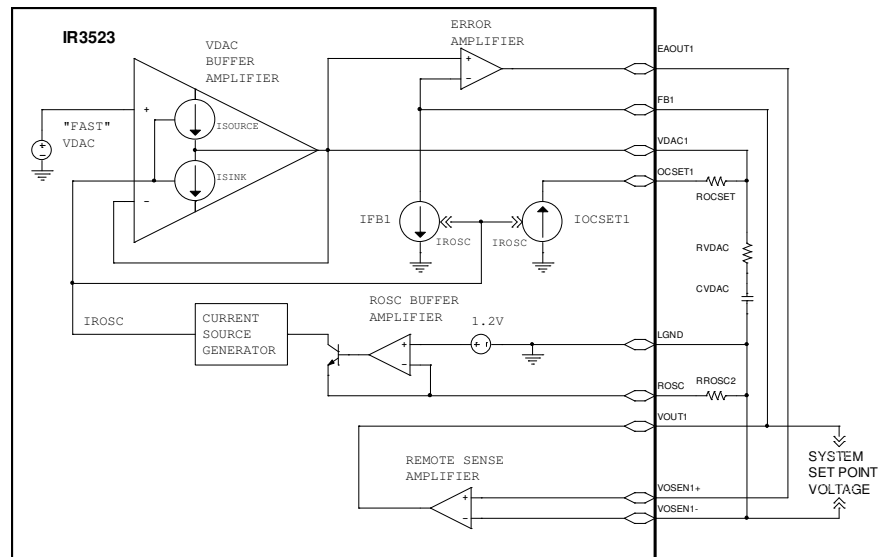 IR3523
VDAC
BUFFER
AMPLIFIER
ERROR
AMPLIFIER
EAOUT1
FB1
VDAC1
OCSET1
ROCSET
"FAST"
VDAC
+
-
ISOURCE
ISINK
+
-
IFB1
IROSC
IROSC
IOCSET1
RVDAC
CVDAC
IROSC
CURRENT
SOURCE
GENERATOR
ROSC BUFFER
AMPLIFIER
+
-
1.2V
LGND
ROSC
RROSC2
VOUT1
REMOTE SENSE
AMPLIFIER
+
-
VOSEN1+
VOSEN1-
SYSTEM
SET POINT
VOLTAGE